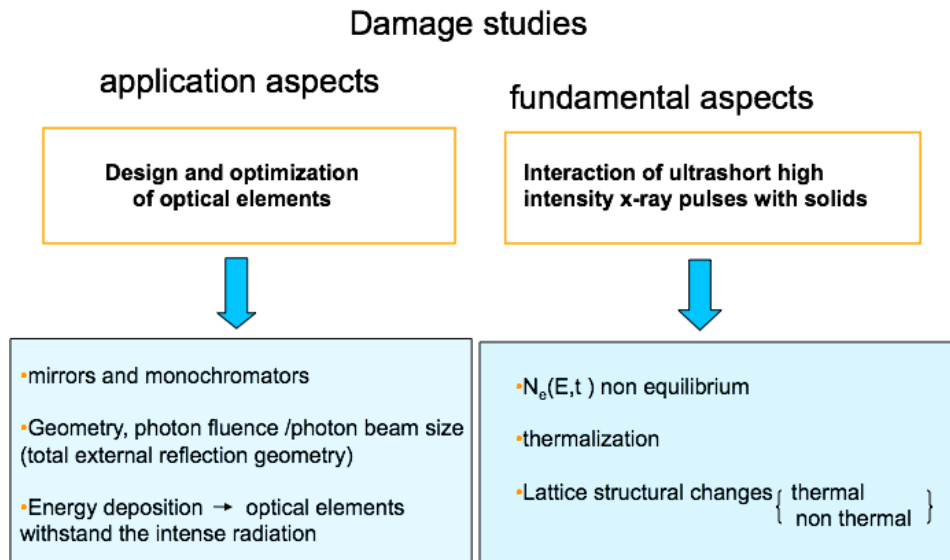 Damage studies
application aspects
Design and optimization
of optical elements
•mirrors and monochromators
•Geometry, photon fluence /photon beam size
(total external reflection geometry)
•Energy deposition → optical elements
withstand the intense radiation
fundamental aspects
Interaction of ultrashort high
intensity x-ray pulses with solids
•Nₑ(E,t ) non equilibrium
•thermalization
•Lattice structural changes { thermal }
non thermal